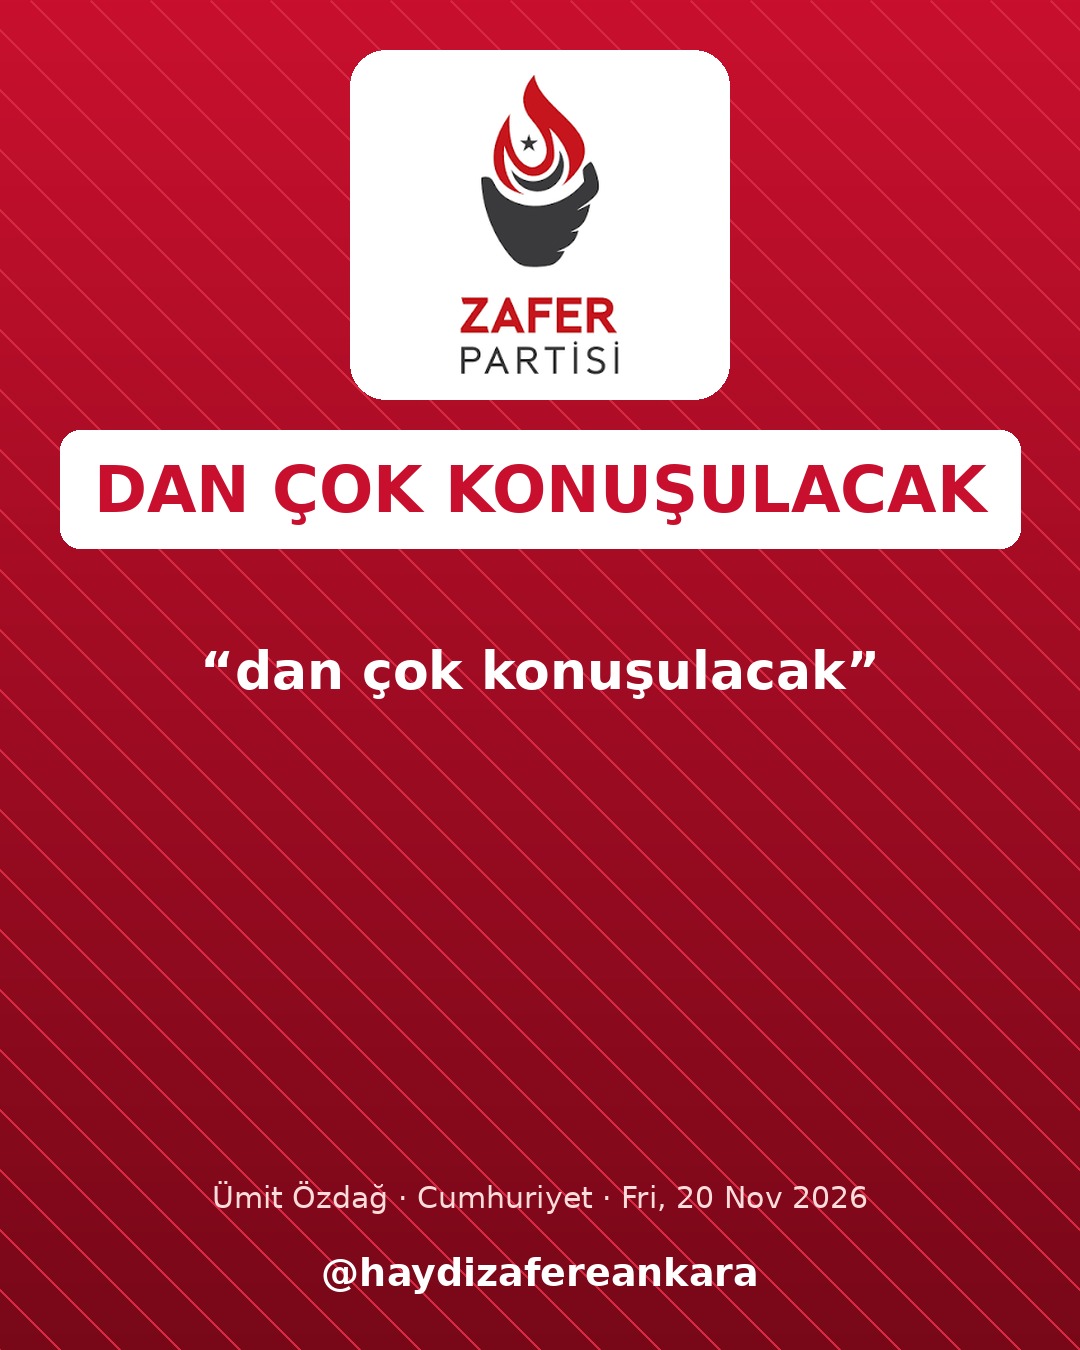 ZAFER
PARTİSİ
DAN ÇOK KONUŞULACAK
“dan çok konuşulacak”
Ümit Özdağ · Cumhuriyet · Fri, 20 Nov 2026
@haydizafereankara